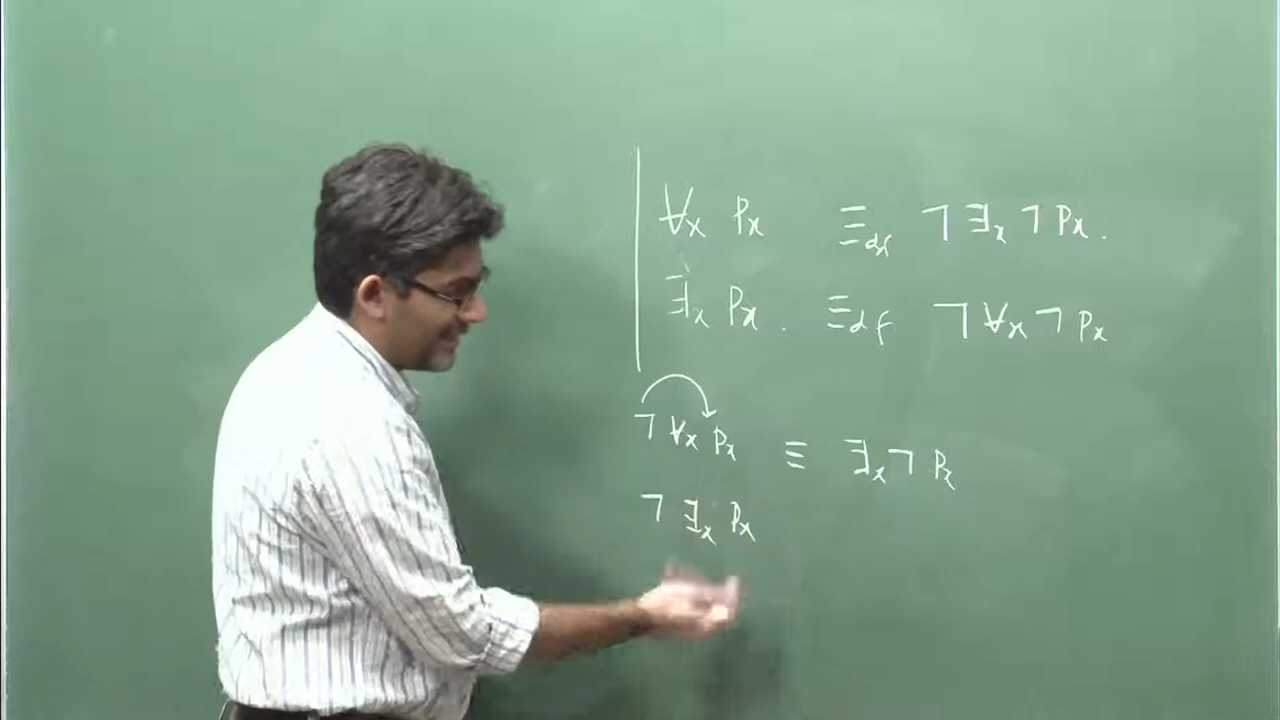 ∀x Px ≡df ¬∃x¬Px.
∃x Px. ≡df ¬∀x¬Px
¬∀x Px ≡ ∃x¬Px
¬∃x Px